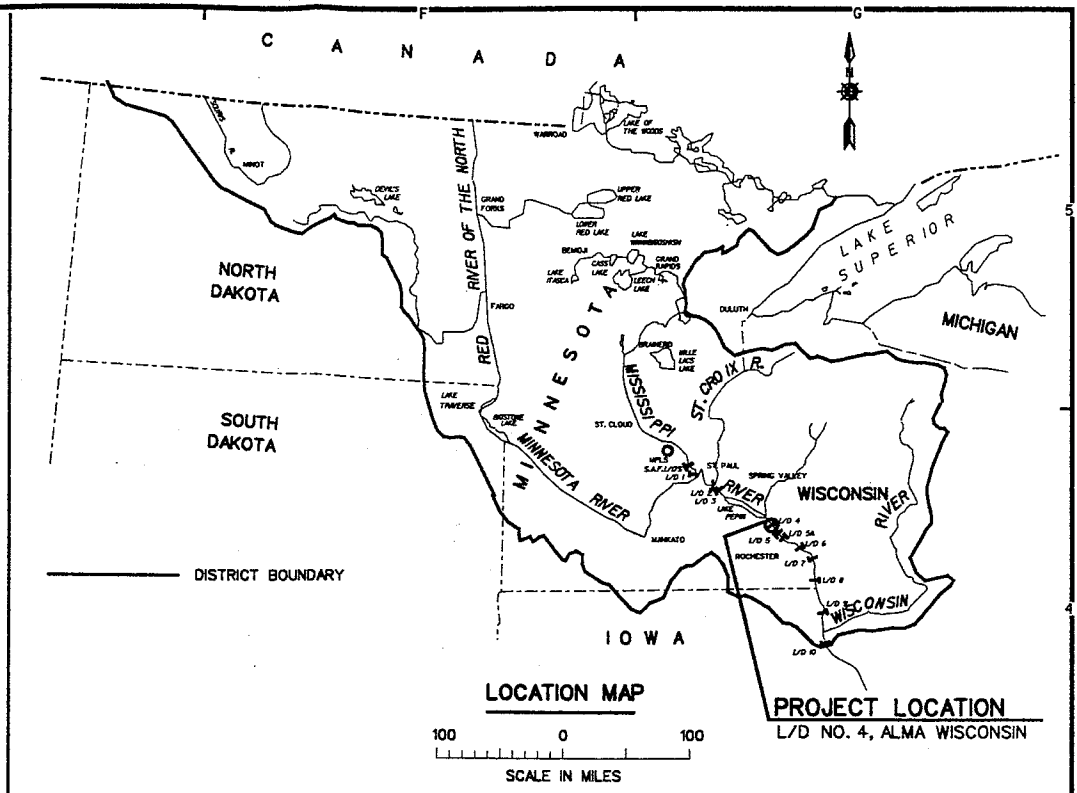 F
G
C A N A D A
N
SOURIS R.
MINOT
WARROAD
LAKE OF
THE WOODS
5
DEVIL'S
LAKE
GRAND
FORKS
RED RIVER OF THE NORTH
UPPER
RED LAKE
LOWER
RED LAKE
LAKE SUPERIOR
NORTH
DAKOTA
BEMIDJI
LAKE
CASS
LAKE
GRAND
RAPIDS
LAKE
ITASCA
LEECH
LAKE
FARGO
DULUTH
MICHIGAN
MINNESOTA
BRAINERD
MILLE
LACS
LAKE
MISSISSIPPI RIVER
ST. CROIX R.
LAKE
TRAVERSE
BIGSTONE
LAKE
SOUTH
DAKOTA
ST. CLOUD
MINNESOTA RIVER
MPLS
S.A.F. L/D'S
L/D 1
ST. PAUL
SPRING VALLEY
L/D 2
L/D 3
LAKE
PEPIN
WISCONSIN
WISCONSIN RIVER
L/D 4
L/D 5
L/D 5A
L/D 6
MANKATO
ROCHESTER
L/D 7
L/D 8
L/D 9
4
DISTRICT BOUNDARY
I O W A
L/D 10
LOCATION MAP
PROJECT LOCATION
L/D NO. 4, ALMA WISCONSIN
100 0 100
SCALE IN MILES